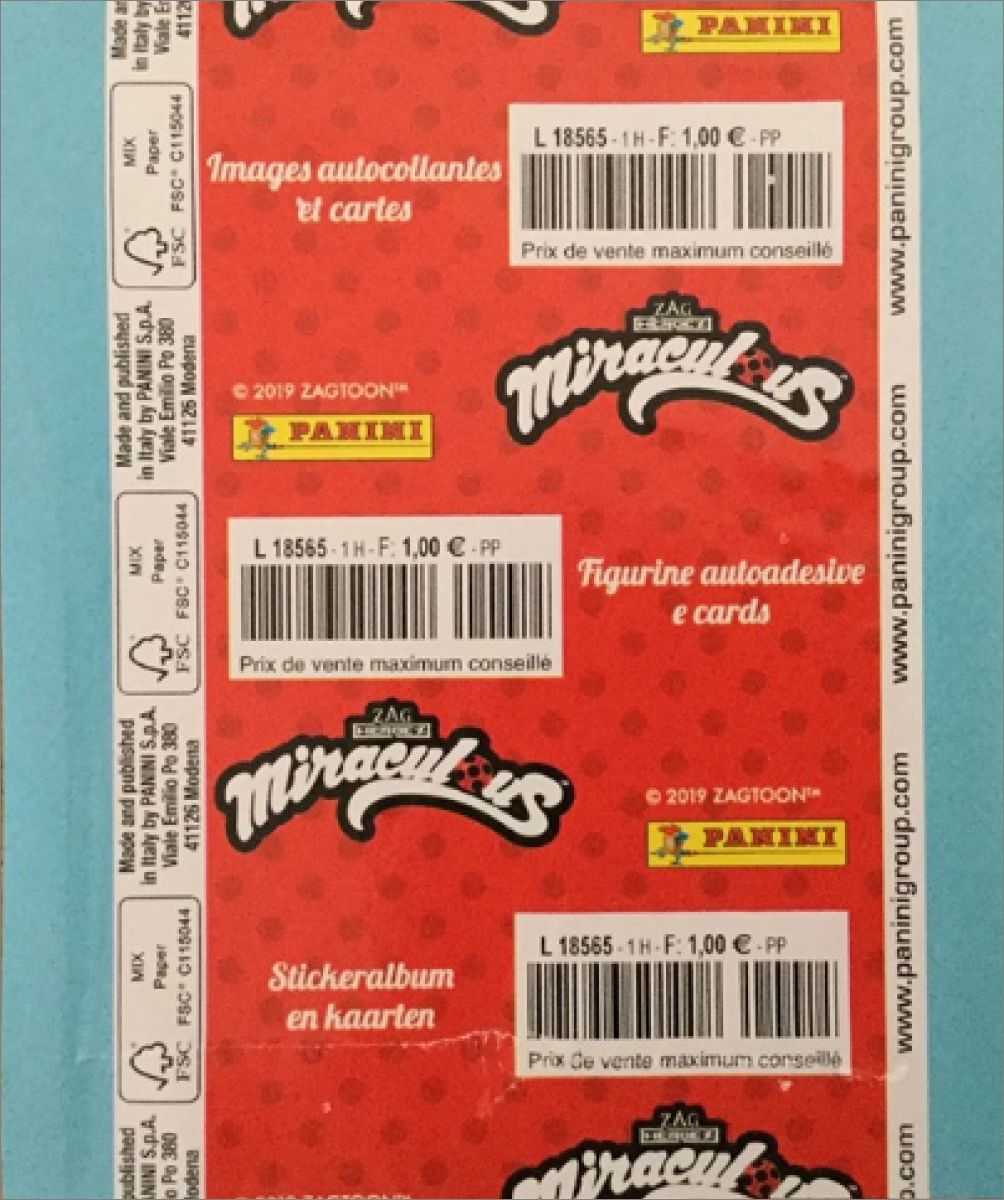 PANINI
L 18565 - 1 H - F: 1,00 € - PP
Images autocollantes
et cartes
Prix de vente maximum conseillé
ZAG
HEROEZ
Miraculous
© 2019 ZAGTOON™
PANINI
L 18565 - 1 H - F: 1,00 € - PP
Prix de vente maximum conseillé
Figurine autoadesive
e cards
ZAG
HEROEZ
Miraculous
© 2019 ZAGTOON™
PANINI
L 18565 - 1 H - F: 1,00 € - PP
Stickeralbum
en kaarten
Prix de vente maximum conseillé
ZAG
HEROEZ
Miraculous
© 2019 ZAGTOON™
Made and published
in Italy by PANINI S.p.A.
Viale Emilio Po 380
41126 Modena
MIX
Paper
FSC
FSC® C115044
Made and published
in Italy by PANINI S.p.A.
Viale Emilio Po 380
41126 Modena
MIX
Paper
FSC
FSC® C115044
Made and published
in Italy by PANINI S.p.A.
Viale Emilio Po 380
41126 Modena
MIX
Paper
FSC
FSC® C115044
www.paninigroup.com
www.paninigroup.com
www.paninigroup.com